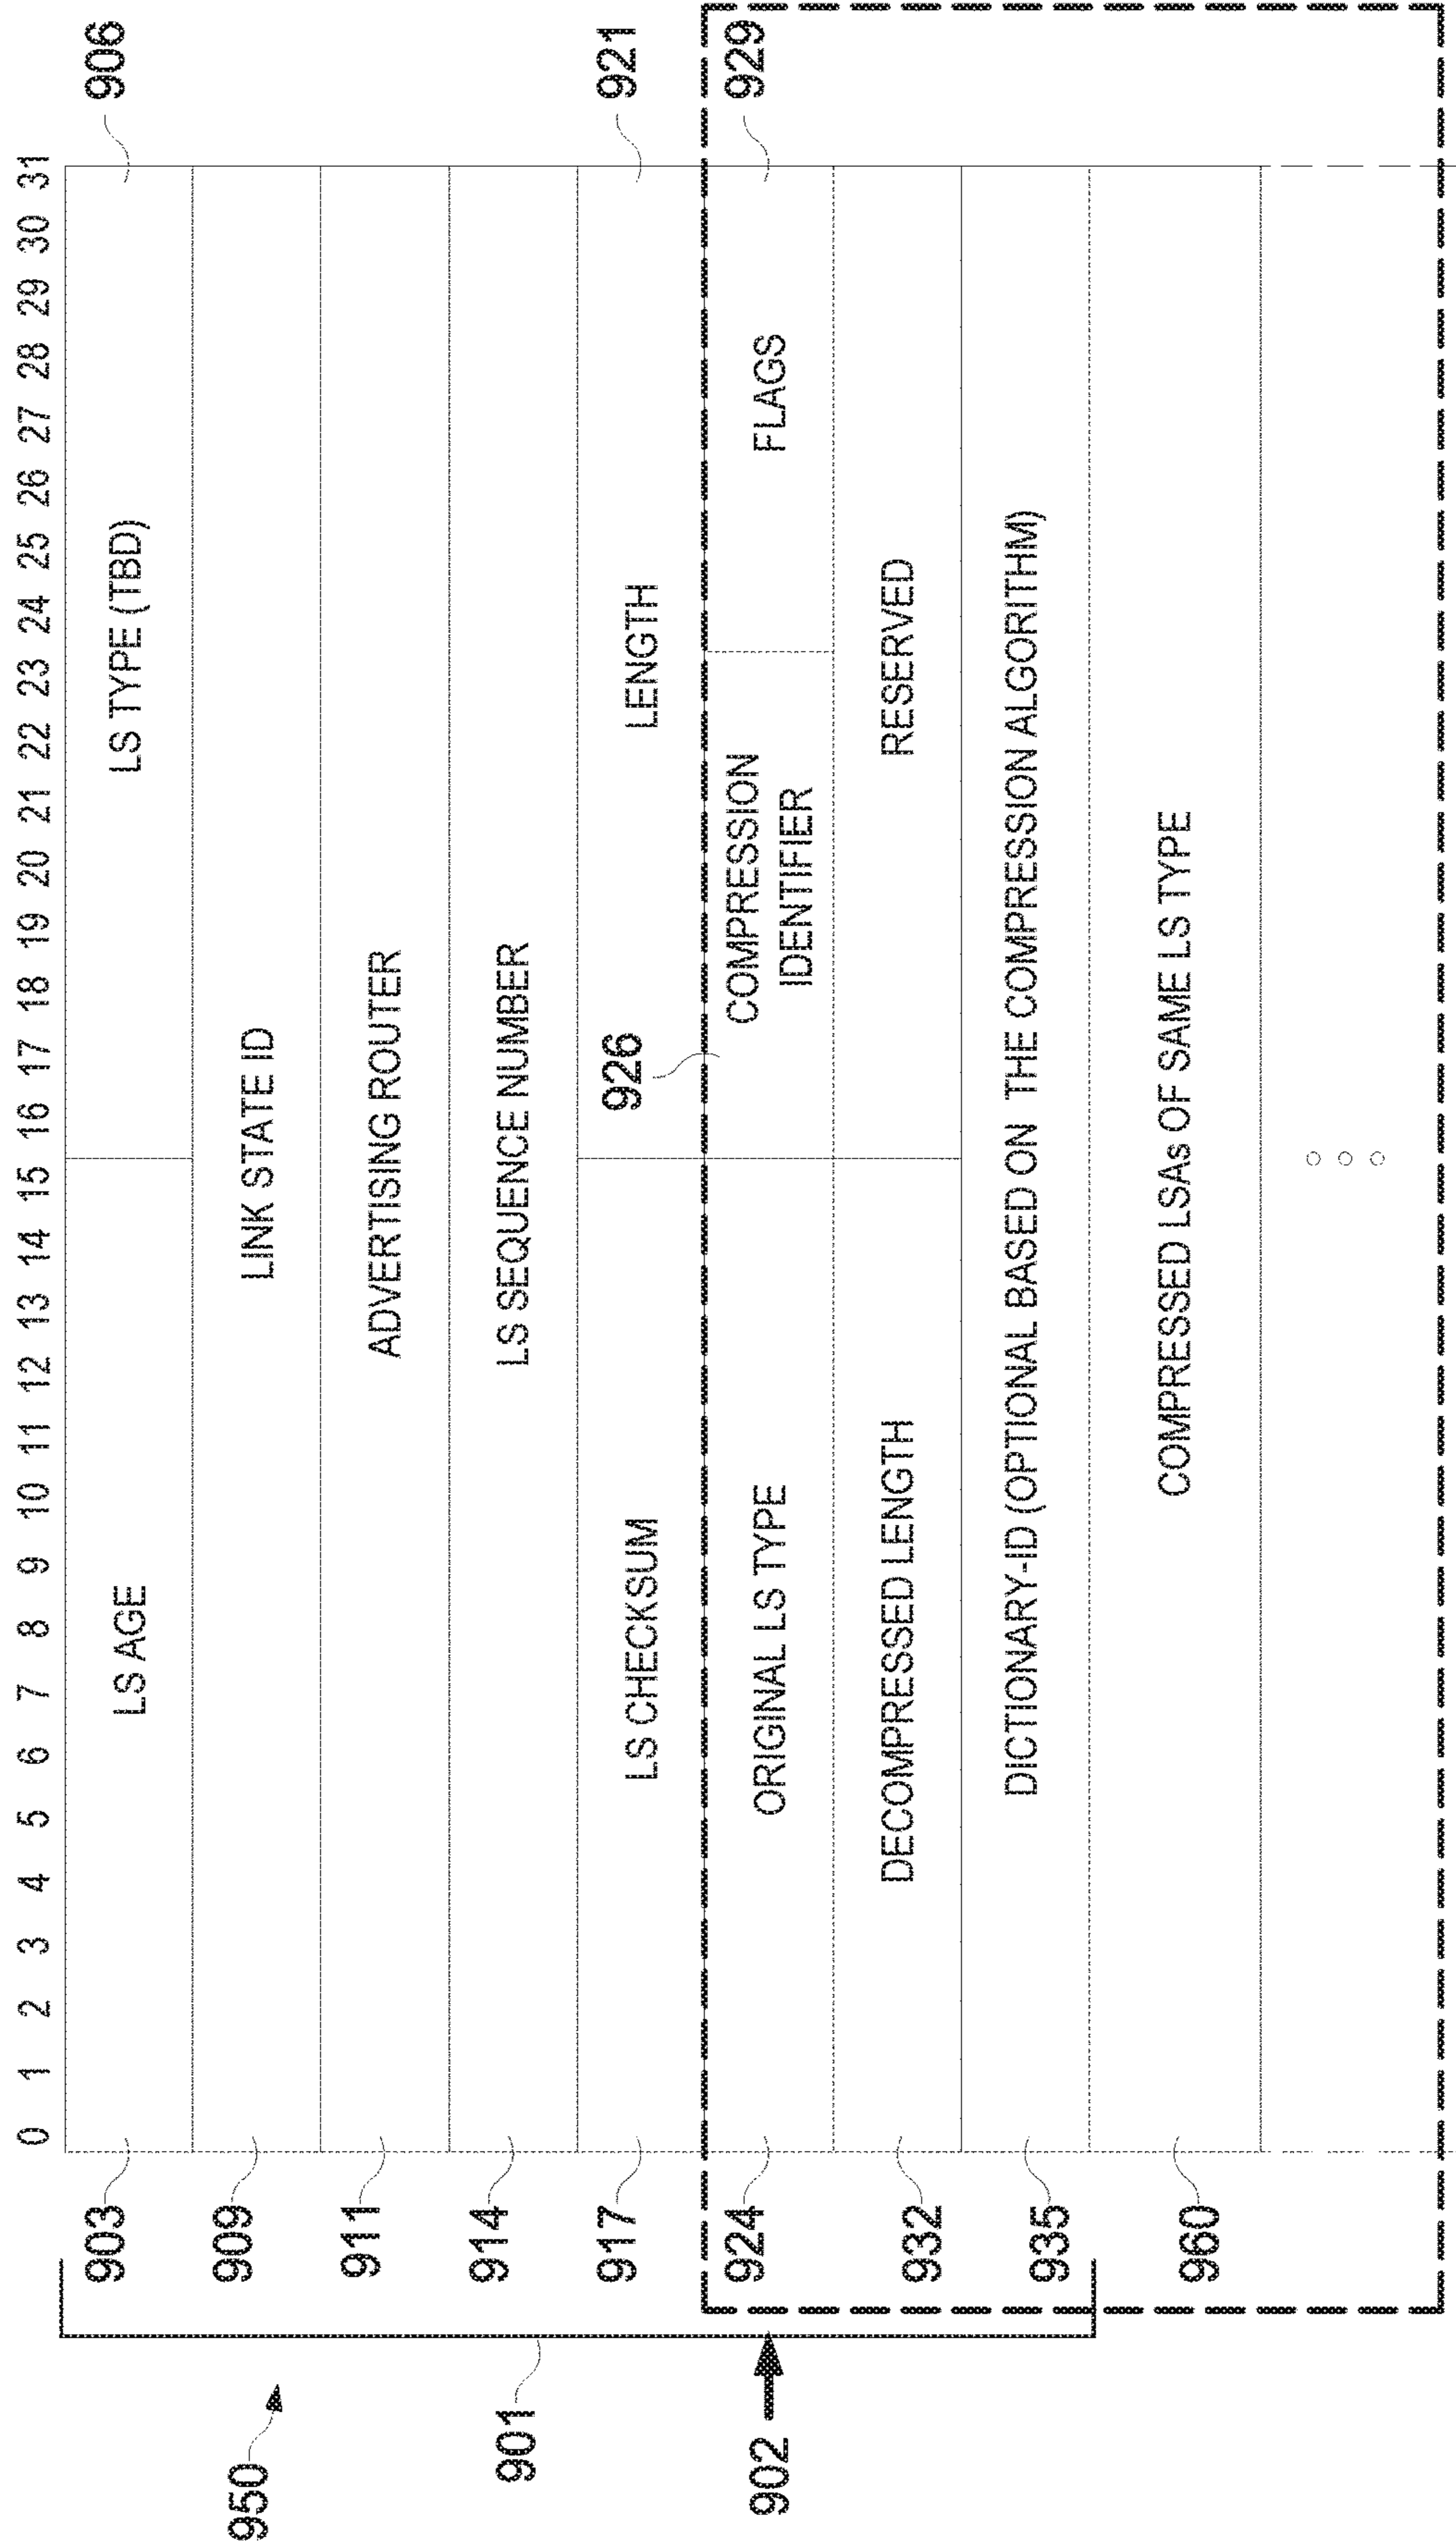 0 1 2 3 4 5 6 7 8 9 10 11 12 13 14 15 16 17 18 19 20 21 22 23 24 25 26 27 28 29 30 31
950
903 LS AGE LS TYPE (TBD) 906
909 LINK STATE ID
911 ADVERTISING ROUTER
901
914 LS SEQUENCE NUMBER
917 LS CHECKSUM 926 LENGTH 921
902
924 ORIGINAL LS TYPE COMPRESSION FLAGS 929
IDENTIFIER
932 DECOMPRESSED LENGTH RESERVED
935 DICTIONARY-ID (OPTIONAL BASED ON THE COMPRESSION ALGORITHM)
960 COMPRESSED LSAs OF SAME LS TYPE